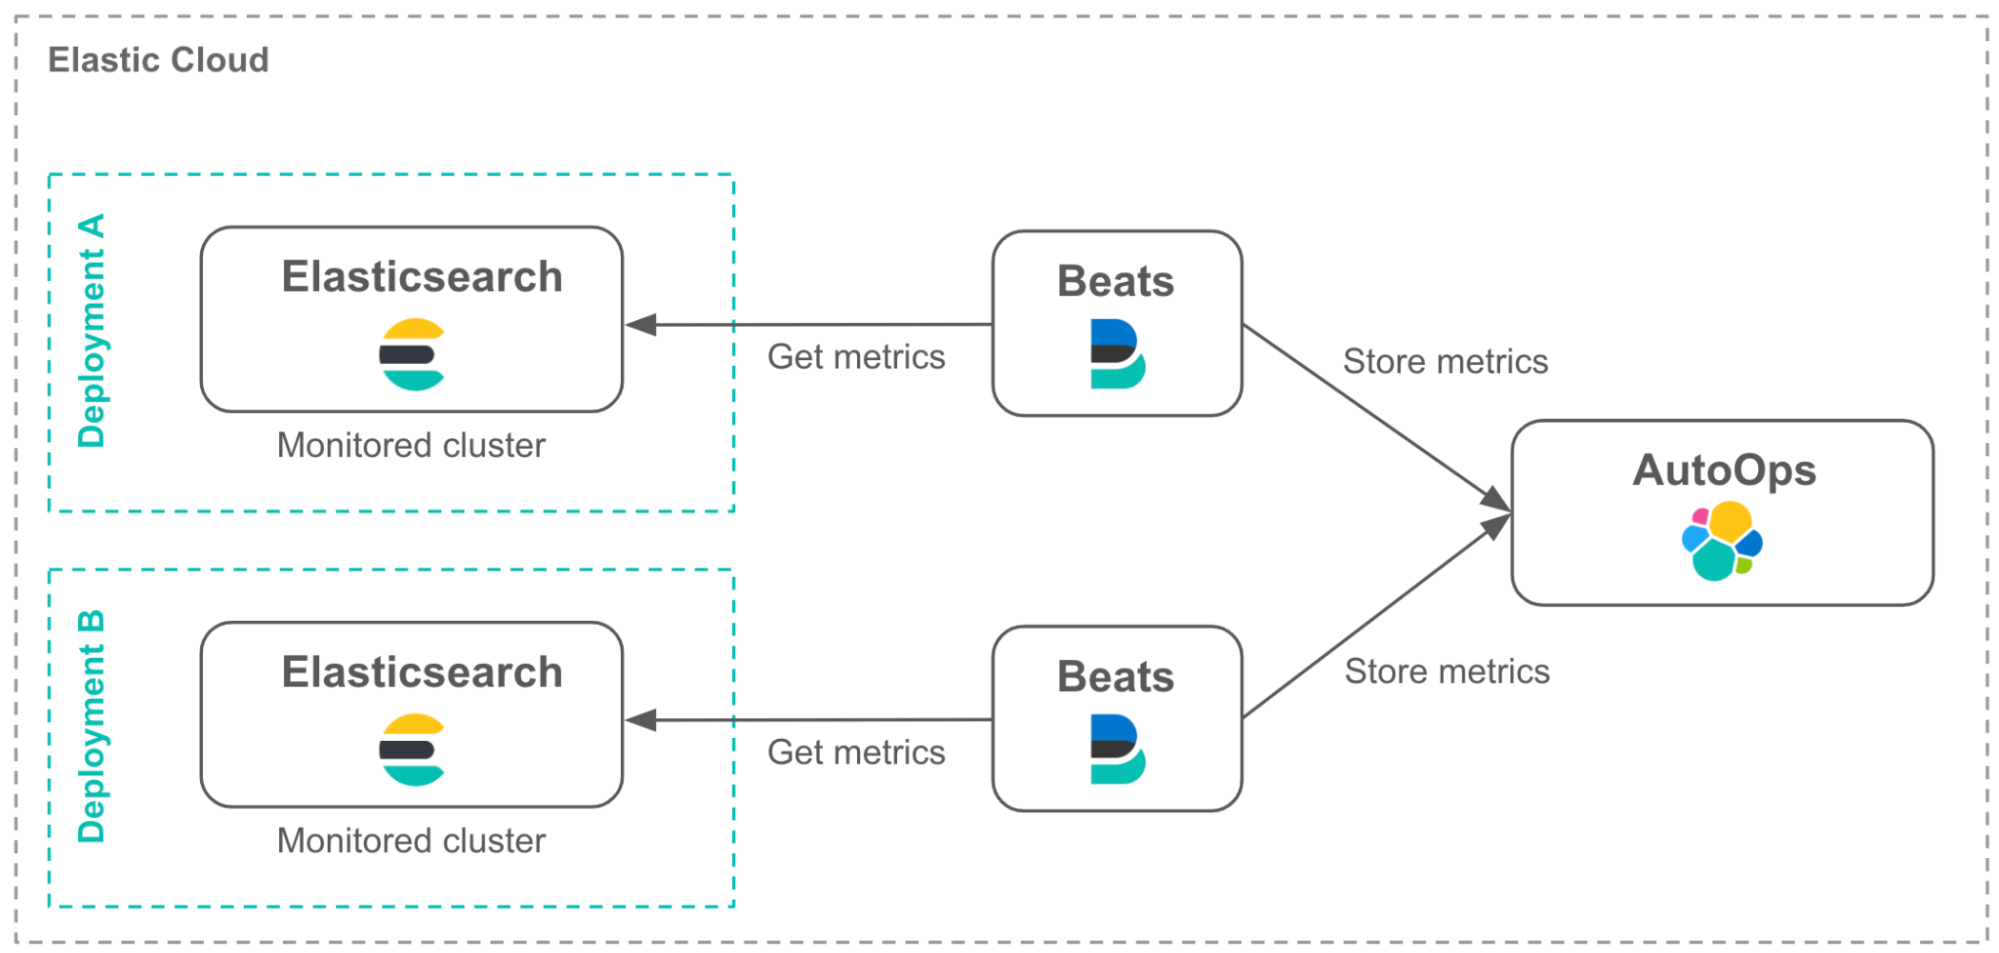 Elastic Cloud
Deployment A
Elasticsearch
Monitored cluster
Get metrics
Beats
Store metrics
AutoOps
Deployment B
Elasticsearch
Monitored cluster
Get metrics
Beats
Store metrics